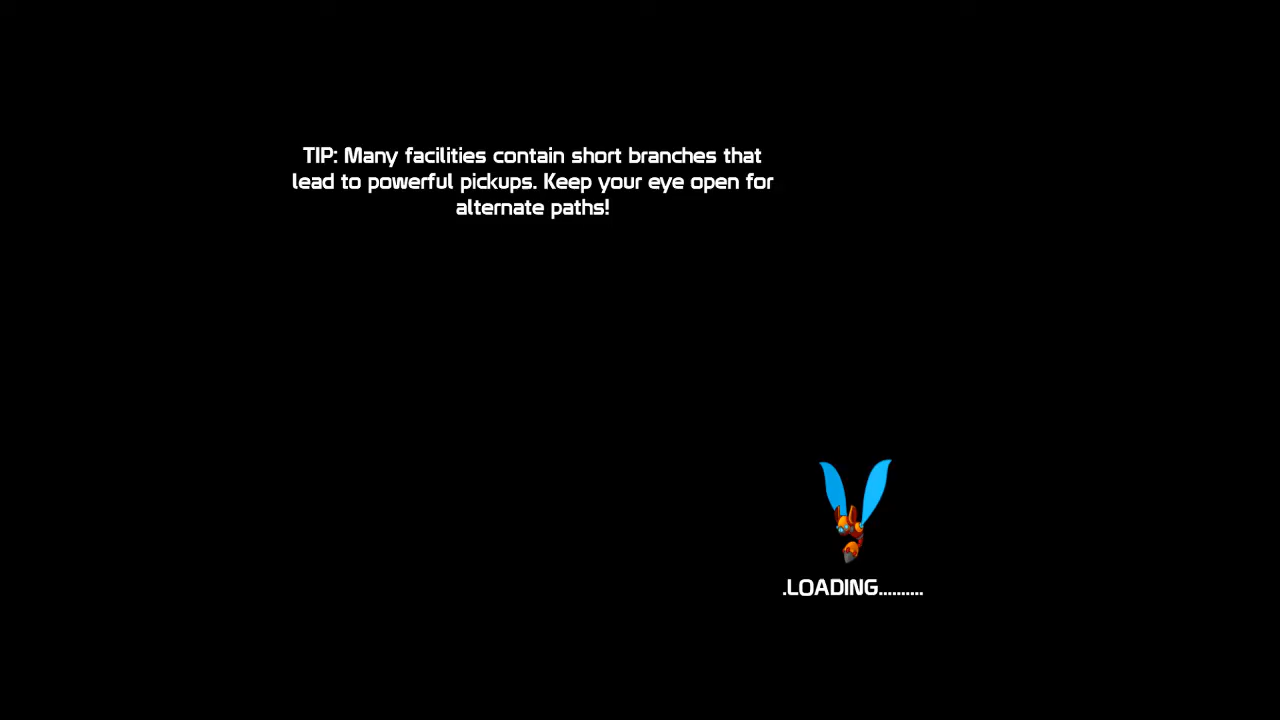 TIP: Many facilities contain short branches that
lead to powerful pickups. Keep your eye open for
alternate paths!
.LOADING..........